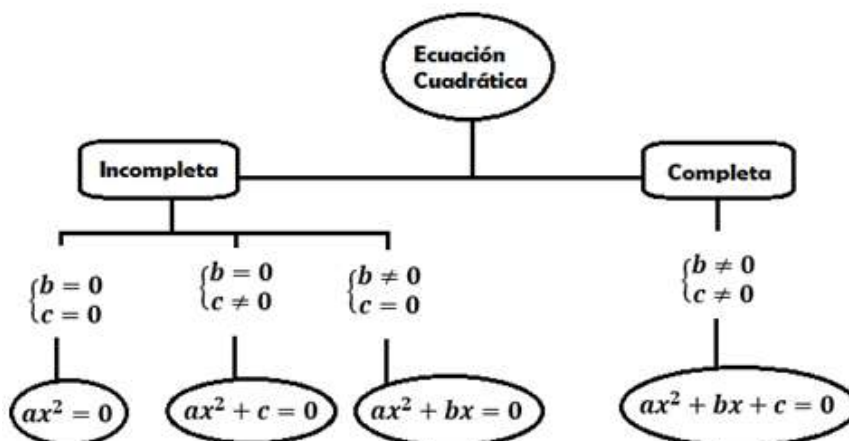 Ecuación
Cuadrática
Incompleta
Completa
b = 0
c = 0
b = 0
c ≠ 0
b ≠ 0
c = 0
b ≠ 0
c ≠ 0
ax² = 0
ax² + c = 0
ax² + bx = 0
ax² + bx + c = 0